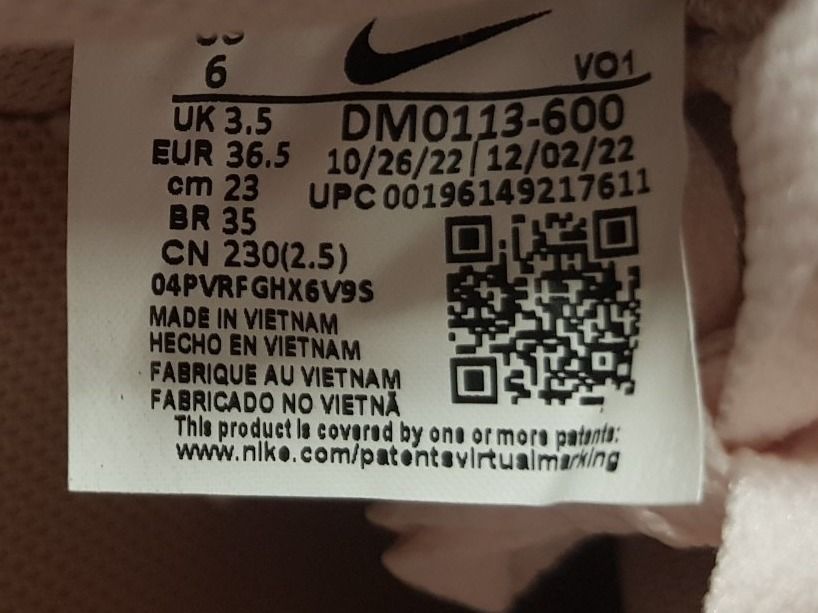 6
VO1
UK 3.5
DM0113-600
EUR 36.5
10/26/22 | 12/02/22
cm 23
UPC 00196149217611
BR 35
CN 230(2.5)
04PVRFGHX6V9S
MADE IN VIETNAM
HECHO EN VIETNAM
FABRIQUE AU VIETNAM
FABRICADO NO VIETNÃ
This product is covered by one or more patents:
www.nike.com/patentsvirtualmarking